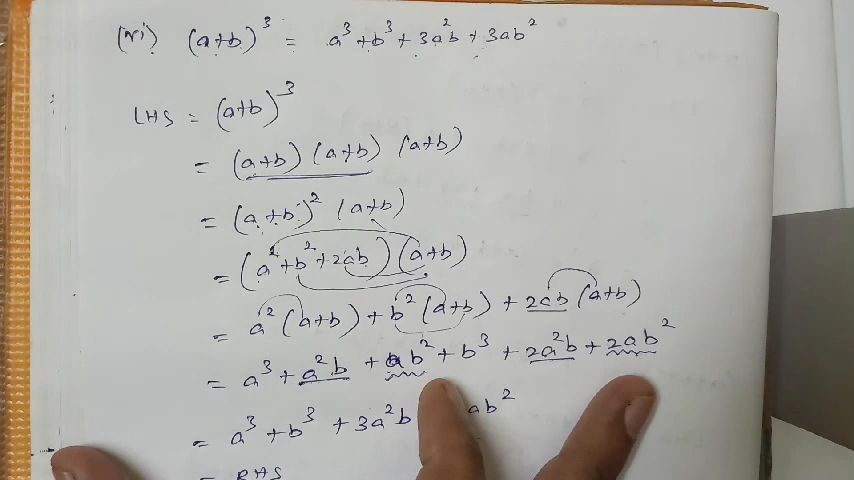 (vi) (a+b)³ = a³+b³+3a²b+3ab²
LHS = (a+b)³
= (a+b) (a+b) (a+b)
= (a+b)² (a+b)
= (a²+b²+2ab) (a+b)
= a² (a+b) + b² (a+b) + 2ab (a+b)
= a³ + a²b + ab² + b³ + 2a²b + 2ab²
= a³ + b³ + 3a²b ab²
= RHS